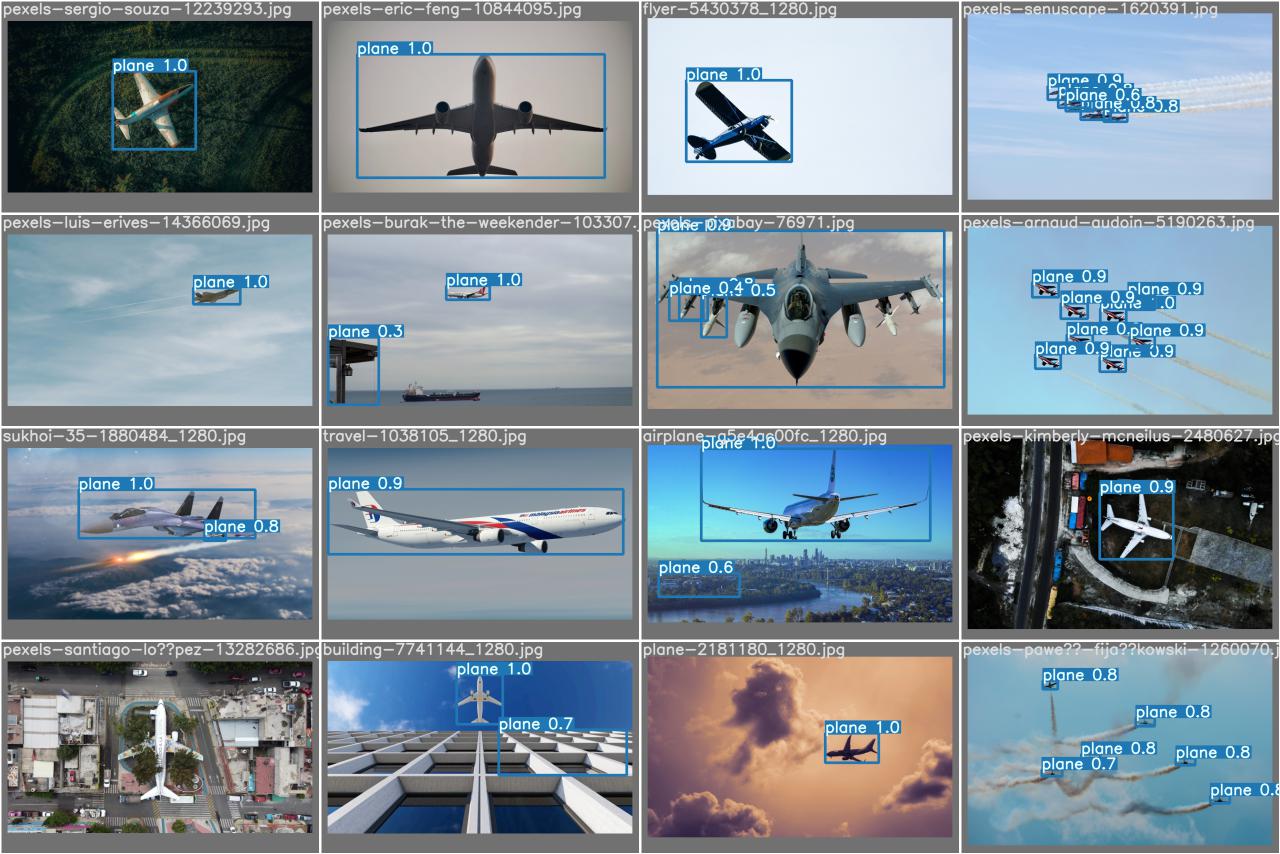 pexels-sergio-souza-12239293.jpg
plane 1.0
pexels-eric-feng-10844095.jpg
plane 1.0
flyer-5430378_1280.jpg
plane 1.0
pexels-senuscape-1620391.jpg
plane 0.9
plane 0.6
0.8
0.8
pexels-luis-erives-14366069.jpg
plane 1.0
pexels-burak-the-weekender-103307.
plane 1.0
plane 0.3
pexels-pixabay-76971.jpg
plane 0.9
plane 0.4
0.5
pexels-arnaud-audoin-5190263.jpg
plane 0.9
plane 0.9
plane 0.9
1.0
plane 0.
plane 0.9
plane 0.9
plane 0.9
sukhoi-35-1880484_1280.jpg
plane 1.0
plane 0.8
travel-1038105_1280.jpg
plane 0.9
malaysia airlines
airplane-a5e4ac00fc_1280.jpg
plane 1.0
plane 0.6
pexels-kimberly-mcneilus-2480627.jpg
plane 0.9
pexels-santiago-lo??pez-13282686.jpg
building-7741144_1280.jpg
plane 1.0
plane 0.7
plane-2181180_1280.jpg
plane 1.0
pexels-pawe??-fija??kowski-1260070.j
plane 0.8
plane 0.8
plane 0.8
plane 0.8
plane 0.7
plane 0.8